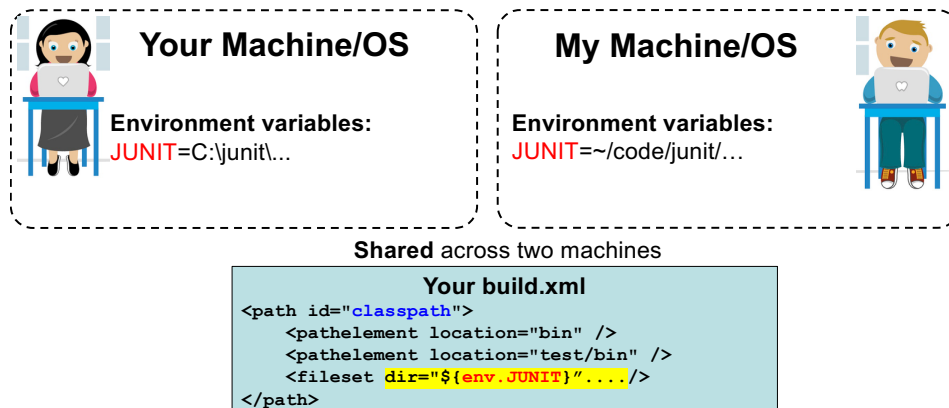 Your Machine/OS
Environment variables:
JUNIT=C:\junit\...
My Machine/OS
Environment variables:
JUNIT=~/code/junit/…
Shared across two machines
Your build.xml
<path id="classpath">
    <pathelement location="bin" />
    <pathelement location="test/bin" />
    <fileset dir="${env.JUNIT}”..../>
</path>